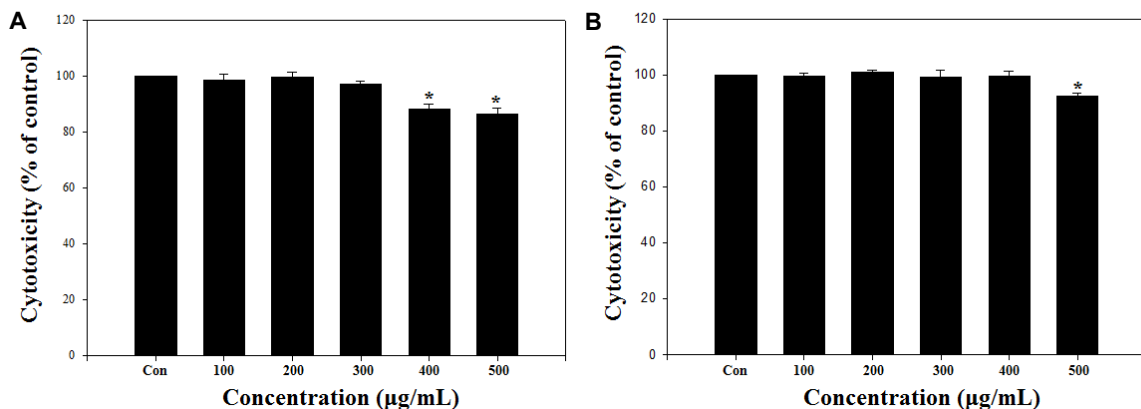 A
Cytotoxicity (% of control)
120
100
80
60
40
20
0
* *
Con 100 200 300 400 500
Concentration (µg/mL)
B
Cytotoxicity (% of control)
120
100
80
60
40
20
0
*
Con 100 200 300 400 500
Concentration (µg/mL)